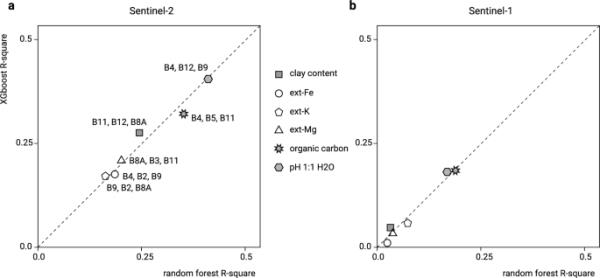 a
Sentinel-2
XGboost R-square
0.5
0.25
0.0
B4, B12, B9
B4, B5, B11
B11, B12, B8A
B8A, B3, B11
B4, B2, B9
B9, B2, B8A
0.0
0.25
0.5
random forest R-square
clay content
ext-Fe
ext-K
ext-Mg
organic carbon
pH 1:1 H2O
b
Sentinel-1
0.5
0.25
0.0
0.0
0.25
0.5
random forest R-square